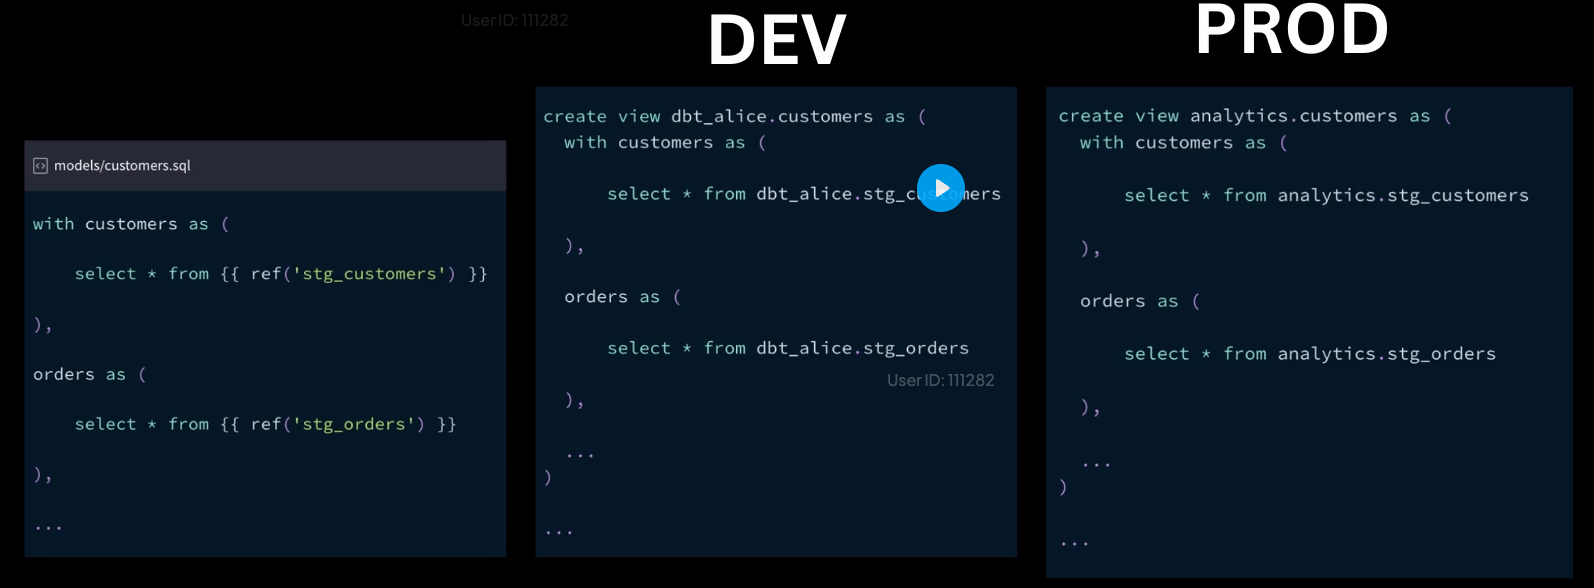 User ID: 111282
DEV
PROD
models/customers.sql
with customers as (
select * from {{ ref('stg_customers') }}
),
orders as (
select * from {{ ref('stg_orders') }}
),
...
create view dbt_alice.customers as (
with customers as (
select * from dbt_alice.stg_customers
),
orders as (
select * from dbt_alice.stg_orders
User ID: 111282
),
...
)
...
create view analytics.customers as (
with customers as (
select * from analytics.stg_customers
),
orders as (
select * from analytics.stg_orders
),
...
)
...